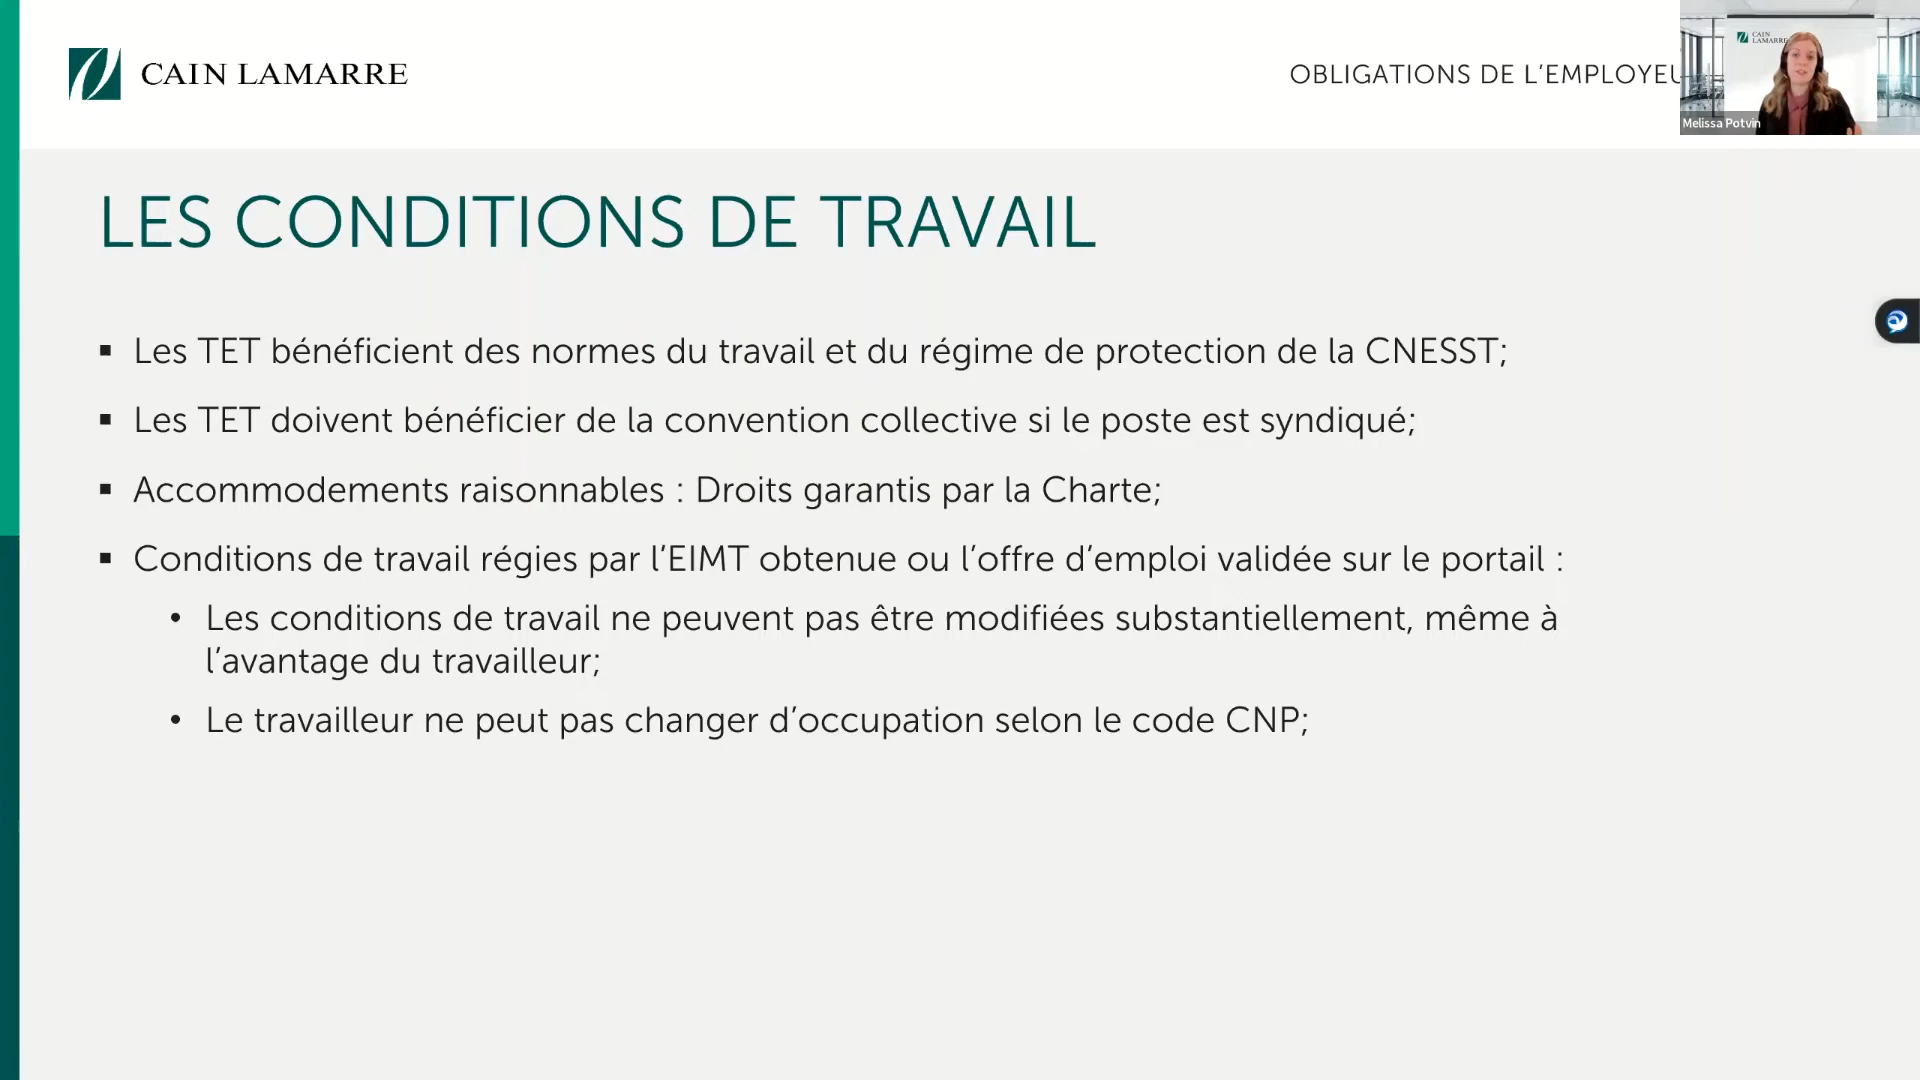 CAIN LAMARRE
OBLIGATIONS DE L’EMPLOYEU
CAIN
LAMARRE
Melissa Potvin
LES CONDITIONS DE TRAVAIL
▪ Les TET bénéficient des normes du travail et du régime de protection de la CNESST;
▪ Les TET doivent bénéficier de la convention collective si le poste est syndiqué;
▪ Accommodements raisonnables : Droits garantis par la Charte;
▪ Conditions de travail régies par l’EIMT obtenue ou l’offre d’emploi validée sur le portail :
• Les conditions de travail ne peuvent pas être modifiées substantiellement, même à
l’avantage du travailleur;
• Le travailleur ne peut pas changer d’occupation selon le code CNP;